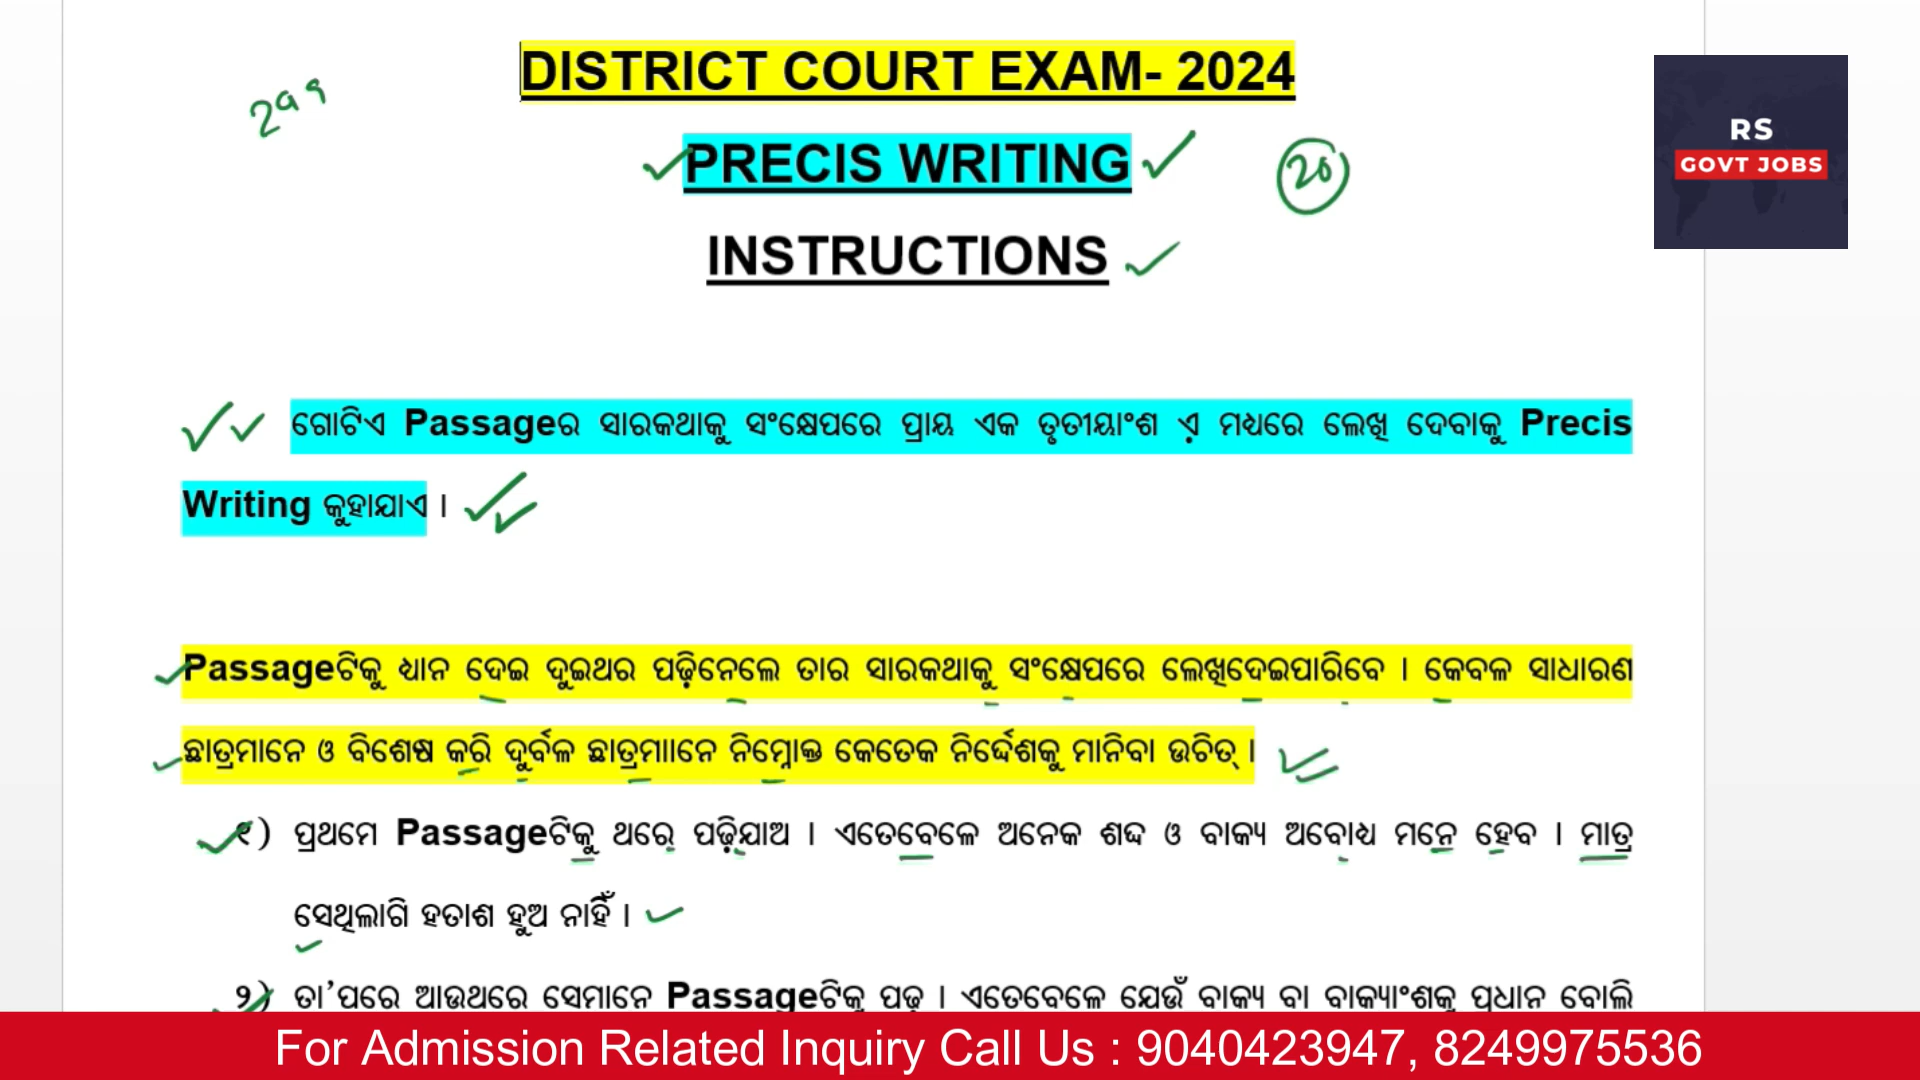 DISTRICT COURT EXAM- 2024
PRECIS WRITING
20
INSTRUCTIONS
RS
GOVT JOBS
ଗୋଟିଏ Passageର ସାରକଥାକୁ ସଂକ୍ଷେପରେ ପ୍ରାୟ ଏକ ତୃତୀୟାଂଶ ଏ ମଧ୍ୟରେ ଲେଖି ଦେବାକୁ Precis
Writing କୁହାଯାଏ ।
Passageଟିକୁ ଧ୍ୟାନ ଦେଇ ଦୁଇଥର ପଢ଼ିନେଲେ ତାର ସାରକଥାକୁ ସଂକ୍ଷେପରେ ଲେଖିଦେଇପାରିବେ । କେବଳ ସାଧାରଣ
ଛାତ୍ରମାନେ ଓ ବିଶେଷ କରି ଦୁର୍ବଳ ଛାତ୍ରମାାନେ ନିମ୍ନୋକ୍ତ କେତେକ ନିର୍ଦ୍ଦେଶକୁ ମାନିବା ଉଚିତ୍ ।
୧) ପ୍ରଥମେ Passageଟିକୁ ଥରେ ପଢ଼ିଯାଅ । ଏତେବେଳେ ଅନେକ ଶବ୍ଦ ଓ ବାକ୍ୟ ଅବୋଧ୍ୟ ମନେ ହେବ । ମାତ୍ର
ସେଥିଲାଗି ହତାଶ ହୁଅ ନାହିଁ ।
୨) ତା’ପରେ ଆଉଥରେ ସେମାନେ Passageଟିକୁ ପଢ଼ । ଏତେବେଳେ ଯେଉଁ ବାକ୍ୟ ବା ବାକ୍ୟାଂଶକୁ ପ୍ରଧାନ ବୋଲି
For Admission Related Inquiry Call Us : 9040423947, 8249975536